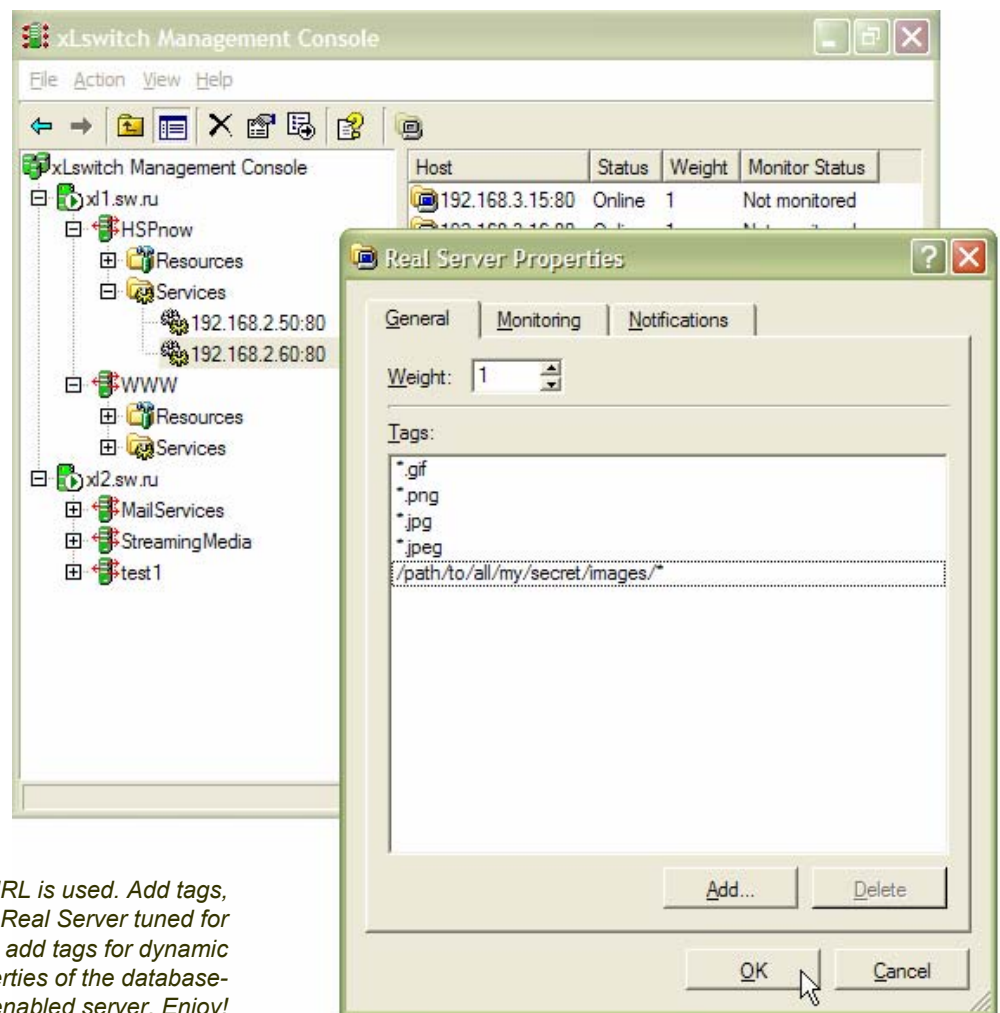 xLswitch Management Console
File Action View Help
xLswitch Management Console
xl1.sw.ru
HSPnow
Resources
Services
192.168.2.50:80
192.168.2.60:80
WWW
Resources
Services
xl2.sw.ru
MailServices
StreamingMedia
test1
Host Status Weight Monitor Status
192.168.3.15:80 Online 1 Not monitored
Real Server Properties
General Monitoring Notifications
Weight: 1
Tags:
*.gif
*.png
*.jpg
*.jpeg
/path/to/all/my/secret/images/*
Add... Delete
OK Cancel
RL is used. Add tags,
Real Server tuned for
add tags for dynamic
erties of the database-
enabled server. Enjoy!